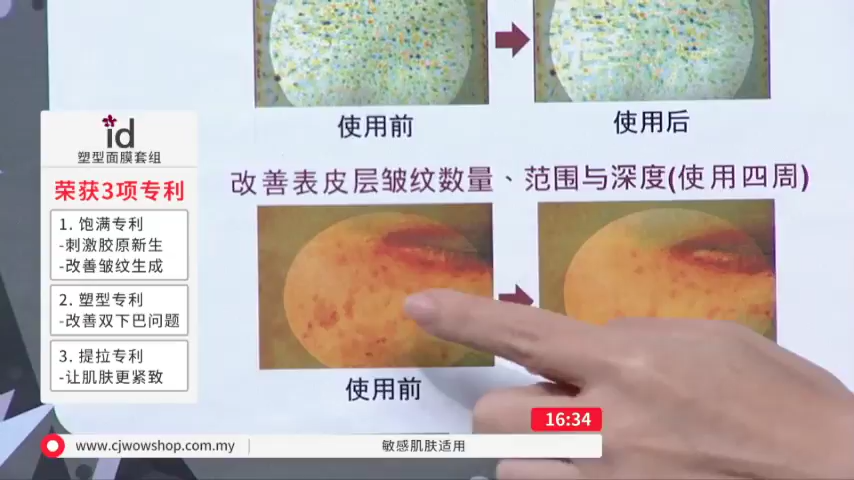 使用前
使用后
改善表皮层皱纹数量、范围与深度(使用四周)
使用前
id
塑型面膜套组
荣获3项专利
1. 饱满专利
-刺激胶原新生
-改善皱纹生成
2. 塑型专利
-改善双下巴问题
3. 提拉专利
-让肌肤更紧致
16:34
www.cjwowshop.com.my
敏感肌肤适用